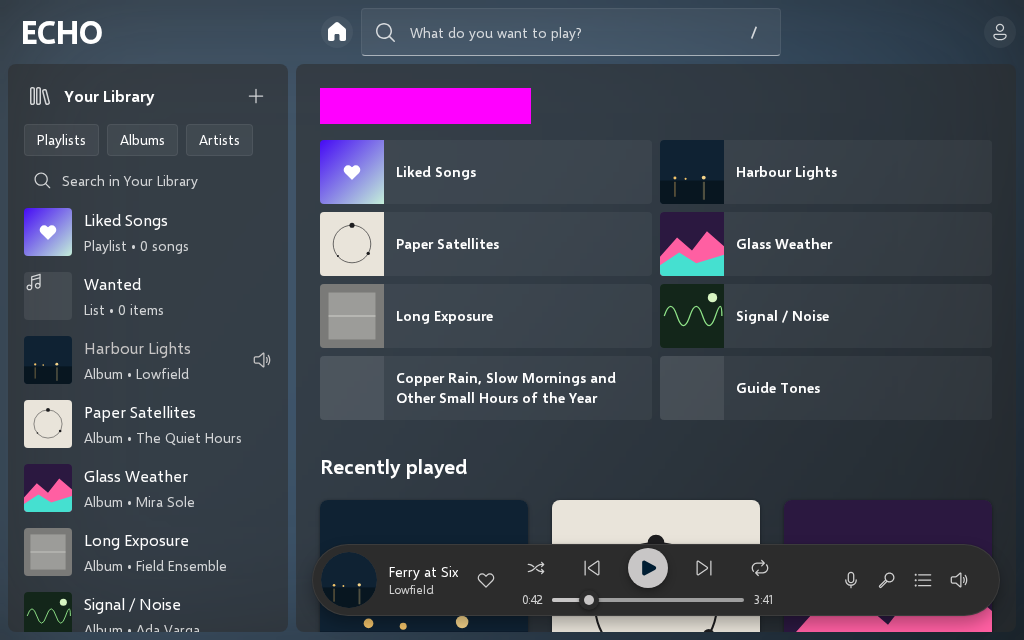 ECHO
What do you want to play?
/
Your Library
Playlists
Albums
Artists
Search in Your Library
Liked Songs
Playlist • 0 songs
Wanted
List • 0 items
Harbour Lights
Album • Lowfield
Paper Satellites
Album • The Quiet Hours
Glass Weather
Album • Mira Sole
Long Exposure
Album • Field Ensemble
Signal / Noise
Album • Ada Varga
Liked Songs
Harbour Lights
Paper Satellites
Glass Weather
Long Exposure
Signal / Noise
Copper Rain, Slow Mornings and
Other Small Hours of the Year
Guide Tones
Recently played
Ferry at Six
Lowfield
0:42
3:41